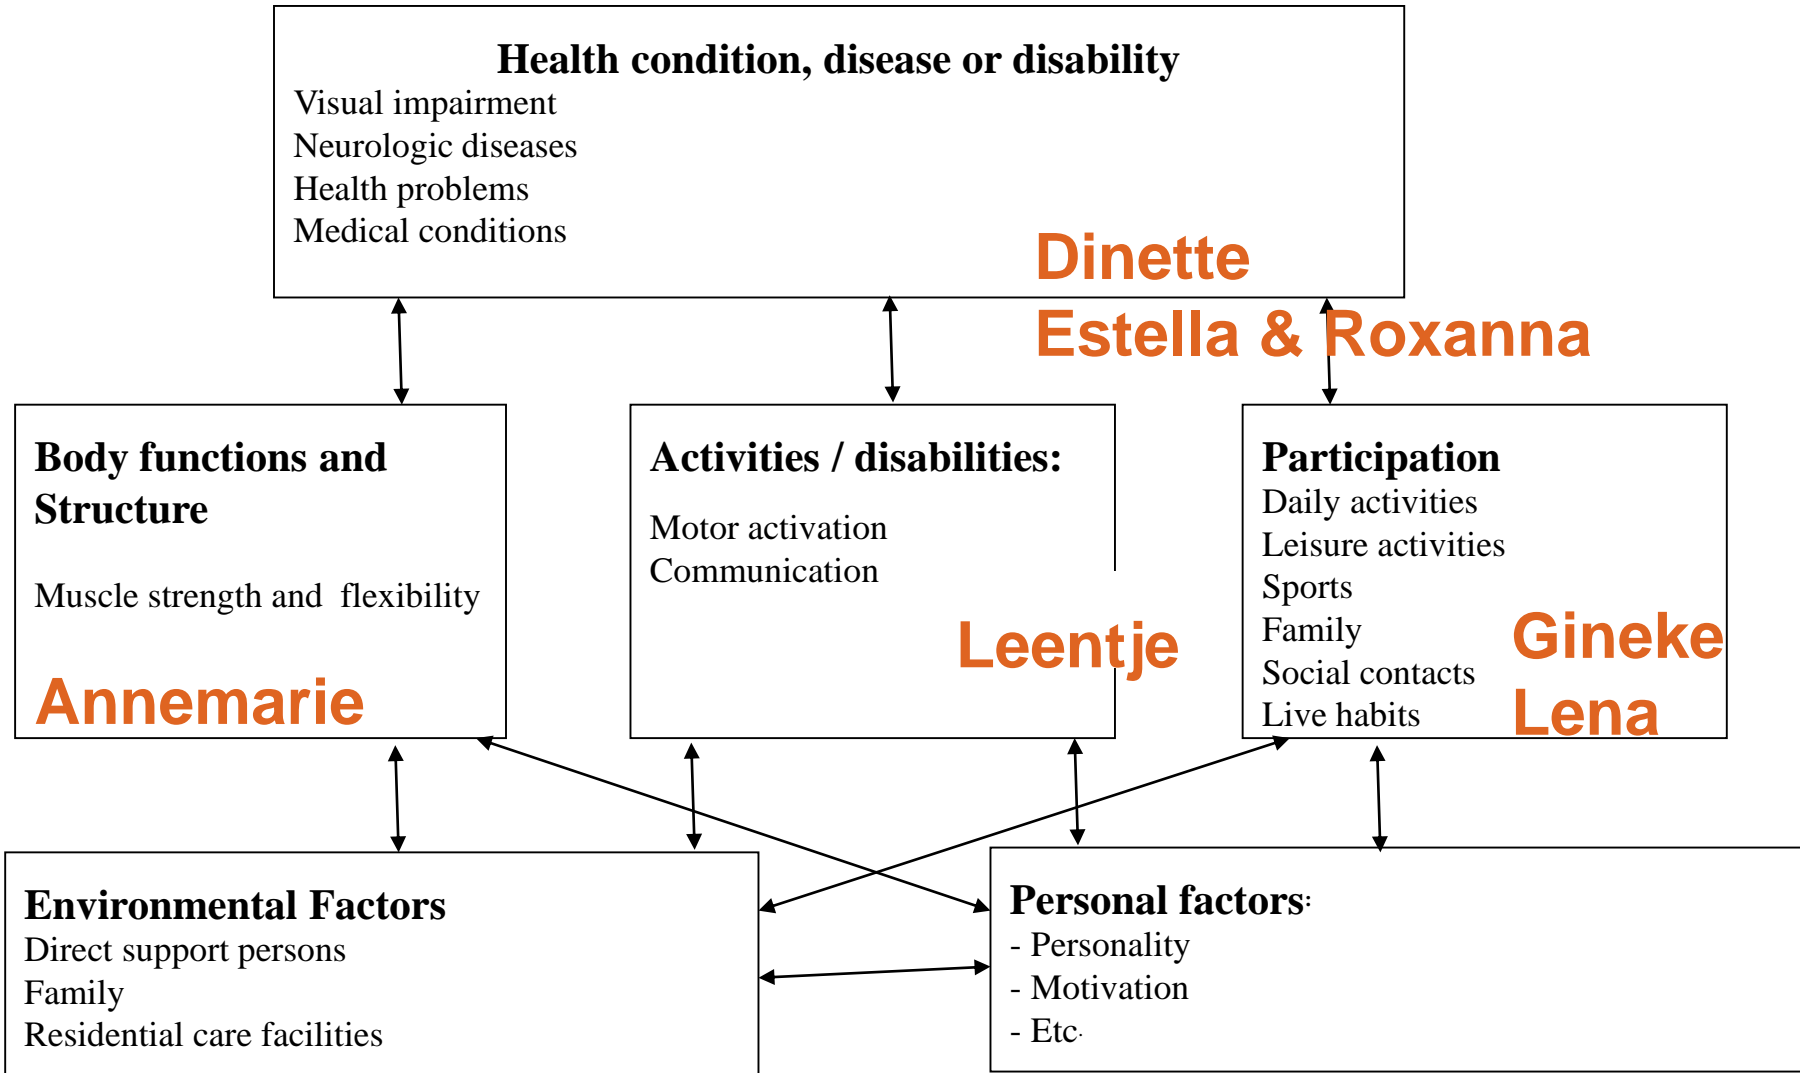 Health condition, disease or disability
Visual impairment
Neurologic diseases
Health problems
Medical conditions
Dinette
Estella & Roxanna
Body functions and
Structure
Muscle strength and  flexibility
Annemarie
Activities / disabilities:
Motor activation
Communication
Leentje
Participation
Daily activities
Leisure activities
Sports
Family
Social contacts
Live habits
Gineke
Lena
Environmental Factors
Direct support persons
Family
Residential care facilities
Personal factors:
- Personality
- Motivation
- Etc.